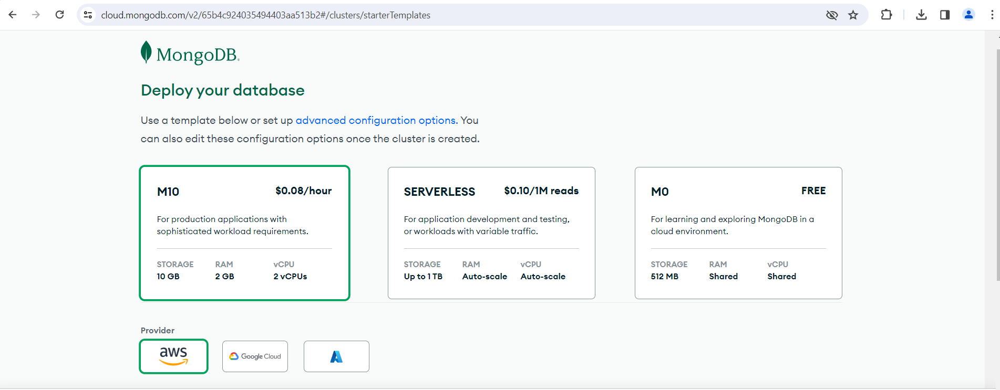 cloud.mongodb.com/v2/65b4c924035494403aa513b2#/clusters/starterTemplates
MongoDB.
Deploy your database
Use a template below or set up advanced configuration options. You
can also edit these configuration options once the cluster is created.
M10 $0.08/hour
For production applications with
sophisticated workload requirements.
STORAGE RAM vCPU
10 GB 2 GB 2 vCPUs
SERVERLESS $0.10/1M reads
For application development and testing,
or workloads with variable traffic.
STORAGE RAM vCPU
Up to 1 TB Auto-scale Auto-scale
M0 FREE
For learning and exploring MongoDB in a
cloud environment.
STORAGE RAM vCPU
512 MB Shared Shared
Provider
aws
Google Cloud